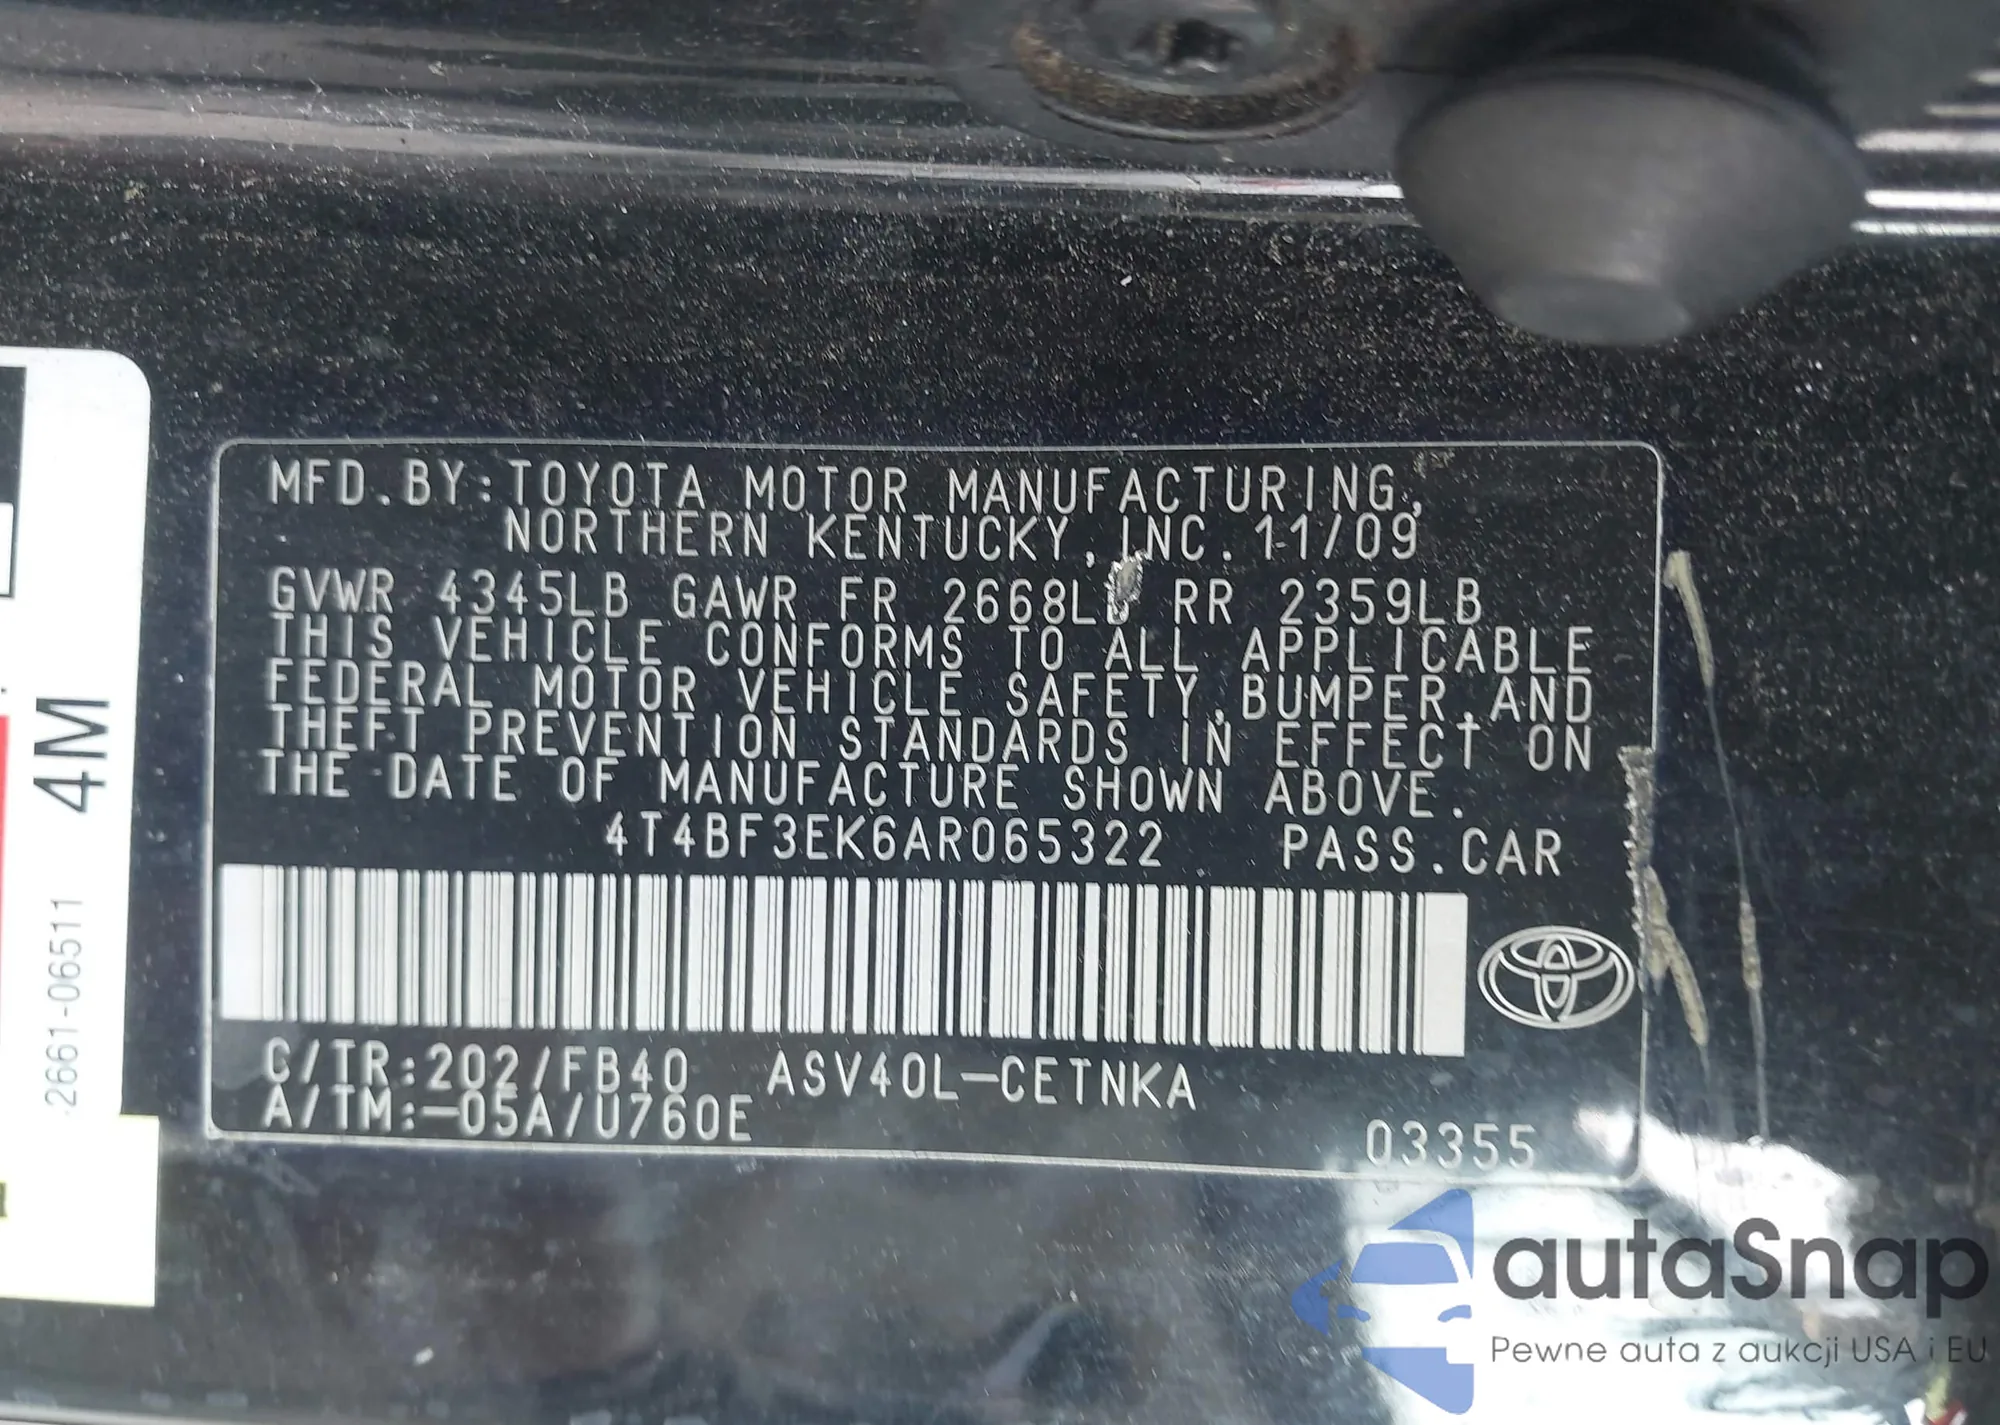 MFD.BY:TOYOTA MOTOR MANUFACTURING,
NORTHERN KENTUCKY,INC. 11/09
GVWR 4345LB GAWR FR 2668LB RR 2359LB
THIS VEHICLE CONFORMS TO ALL APPLICABLE
FEDERAL MOTOR VEHICLE SAFETY,BUMPER,AND
THEFT PREVENTION STANDARDS IN EFFECT ON
THE DATE OF MANUFACTURE SHOWN ABOVE.
4T4BF3EK6AR065322 PASS.CAR
C/TR:202/FB40 ASV40L-CETNKA
A/TM:-05A/U760E
03355
4M
2661-06511
autaSnap
Pewne auta z aukcji USA i EU